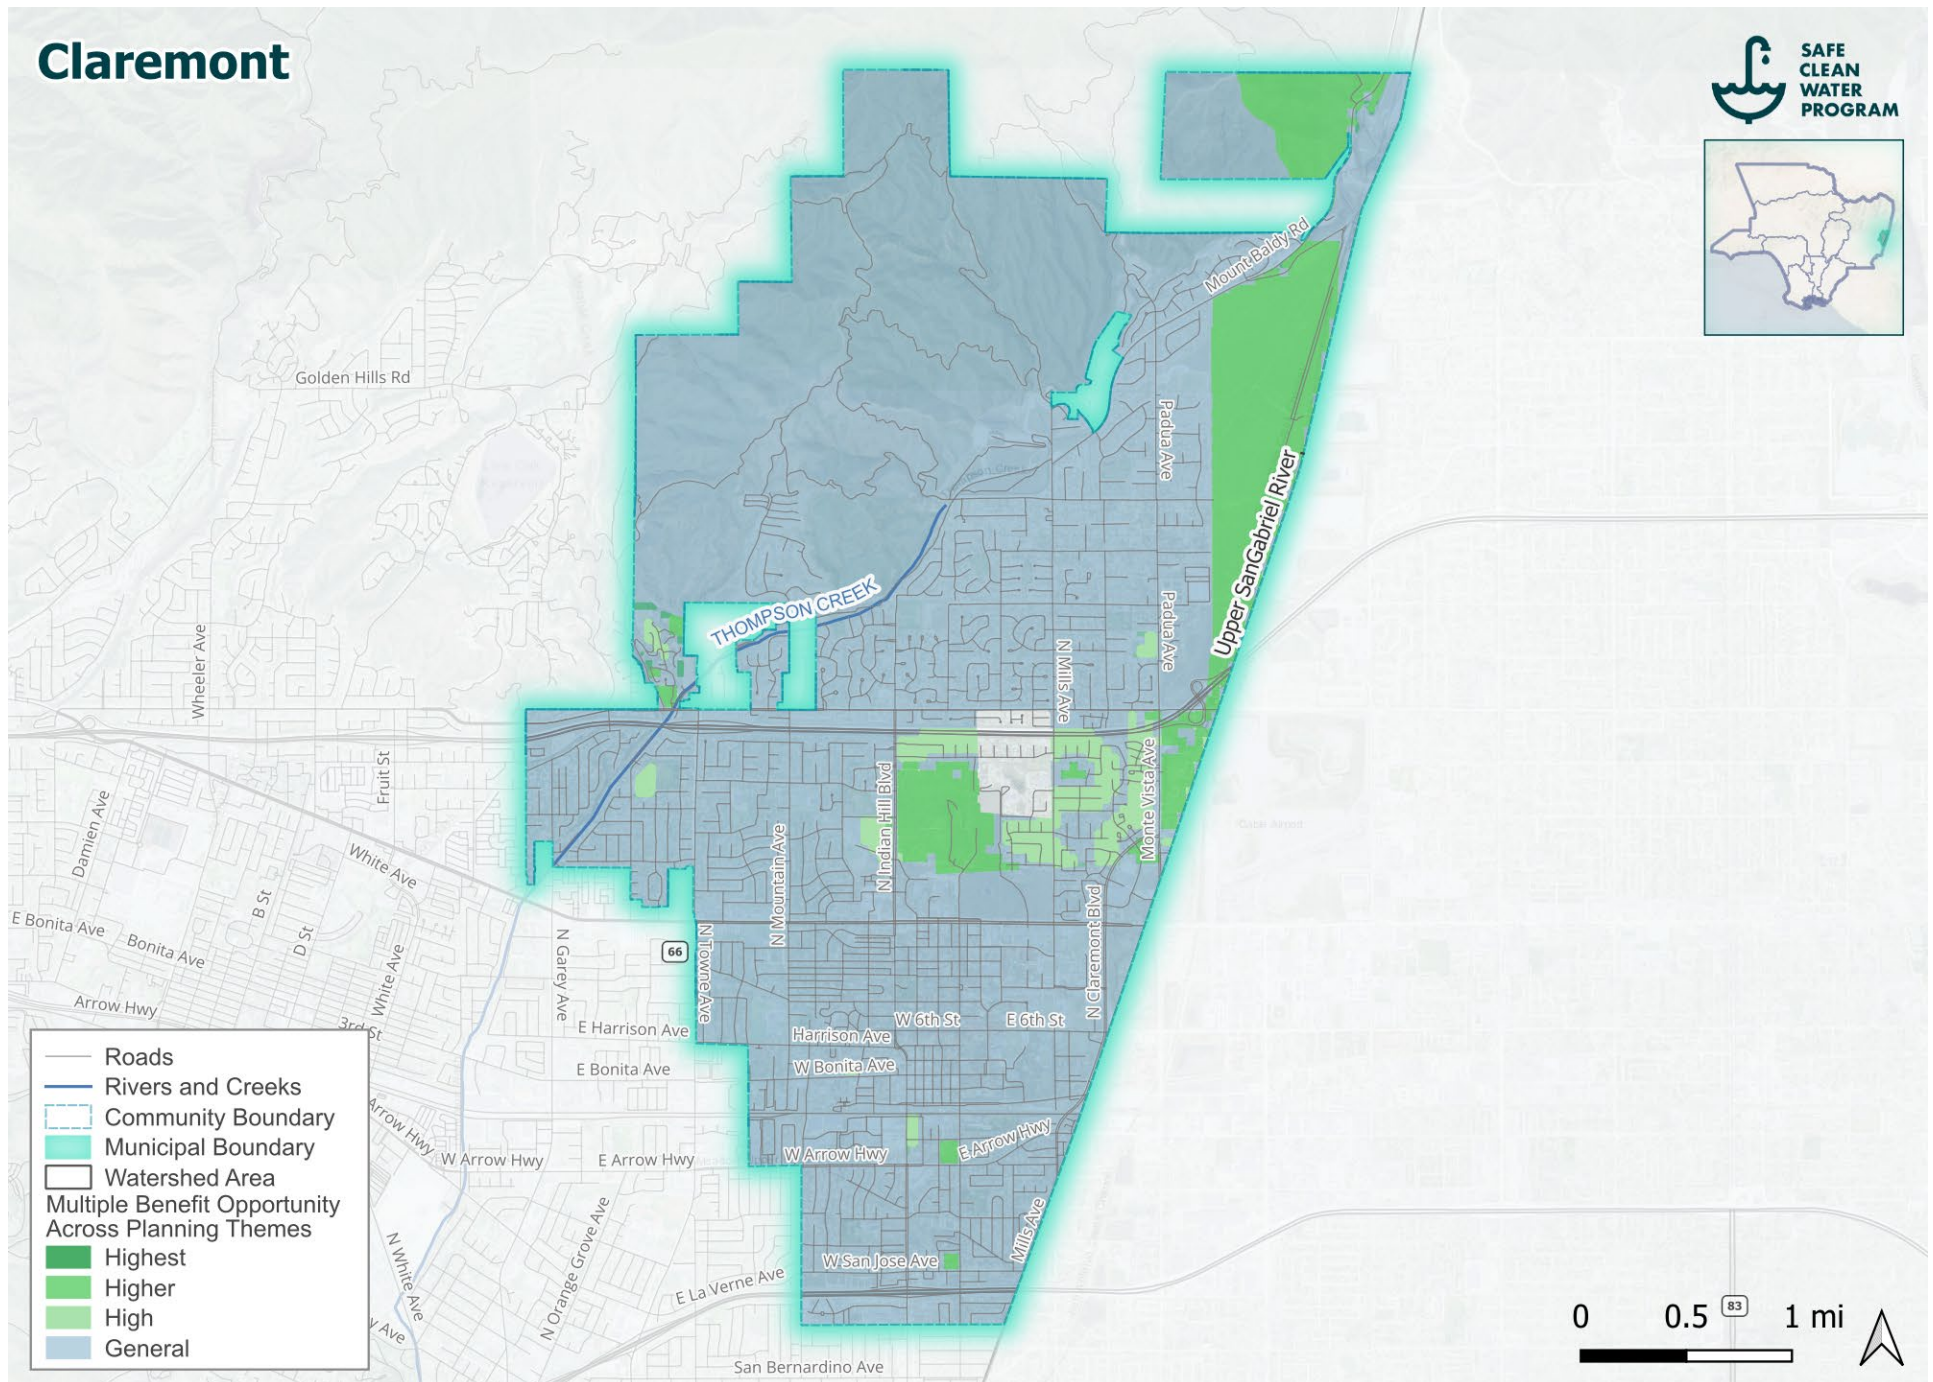 Claremont
SAFE
CLEAN
WATER
PROGRAM
Mount Baldy Rd
Golden Hills Rd
Padua Ave
Upper SanGabriel River
THOMPSON CREEK
Padua Ave
Wheeler Ave
N Mills Ave
Fruit St
N Indian Hill Blvd
Monte Vista Ave
Damien Ave
White Ave
N Mountain Ave
B St
E Bonita Ave
Bonita Ave
D St
White Ave
N Garey Ave
66
N Towne Ave
N Claremont Blvd
Arrow Hwy
3rd St
E Harrison Ave
Harrison Ave
W 6th St
E 6th St
E Bonita Ave
W Bonita Ave
Arrow Hwy
W Arrow Hwy
E Arrow Hwy
W Arrow Hwy
E Arrow Hwy
N White Ave
N Orange Grove Ave
E La Verne Ave
W San Jose Ave
Mills Ave
San Bernardino Ave
Roads
Rivers and Creeks
Community Boundary
Municipal Boundary
Watershed Area
Multiple Benefit Opportunity
Across Planning Themes
Highest
Higher
High
General
0 0.5 1 mi
83